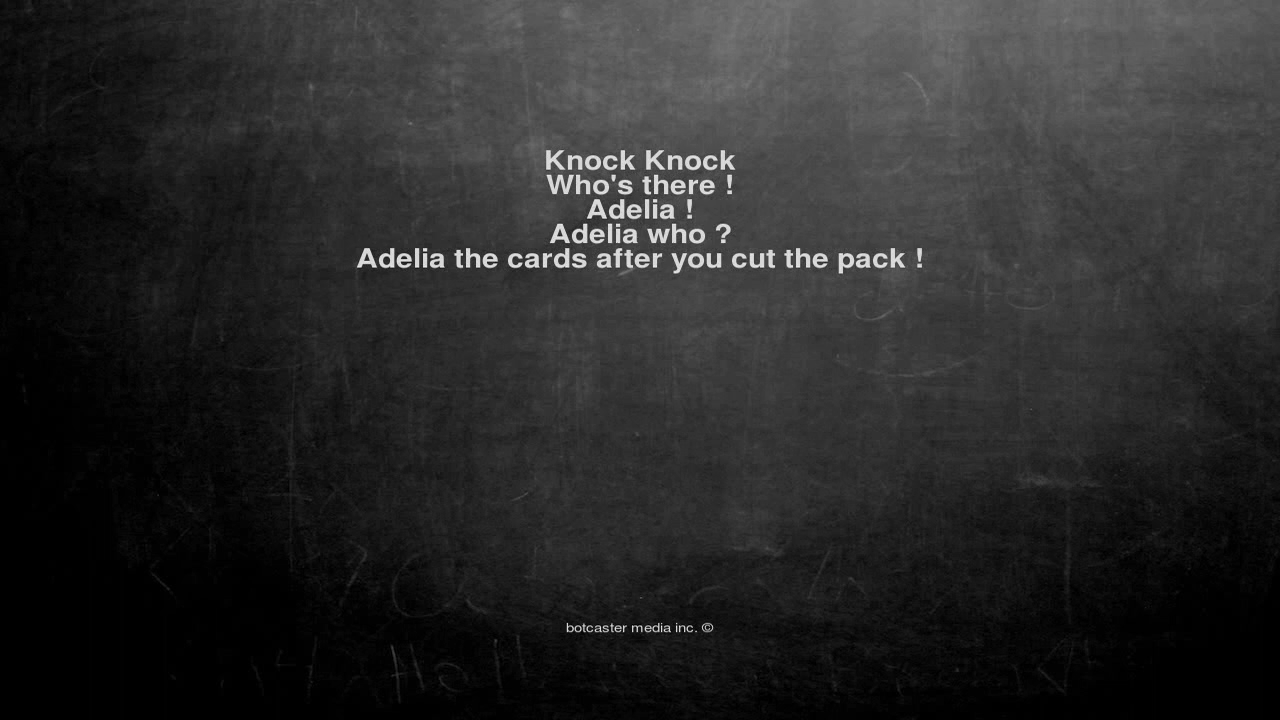 Knock Knock
Who's there !
Adelia !
Adelia who ?
Adelia the cards after you cut the pack !
botcaster media inc. ©